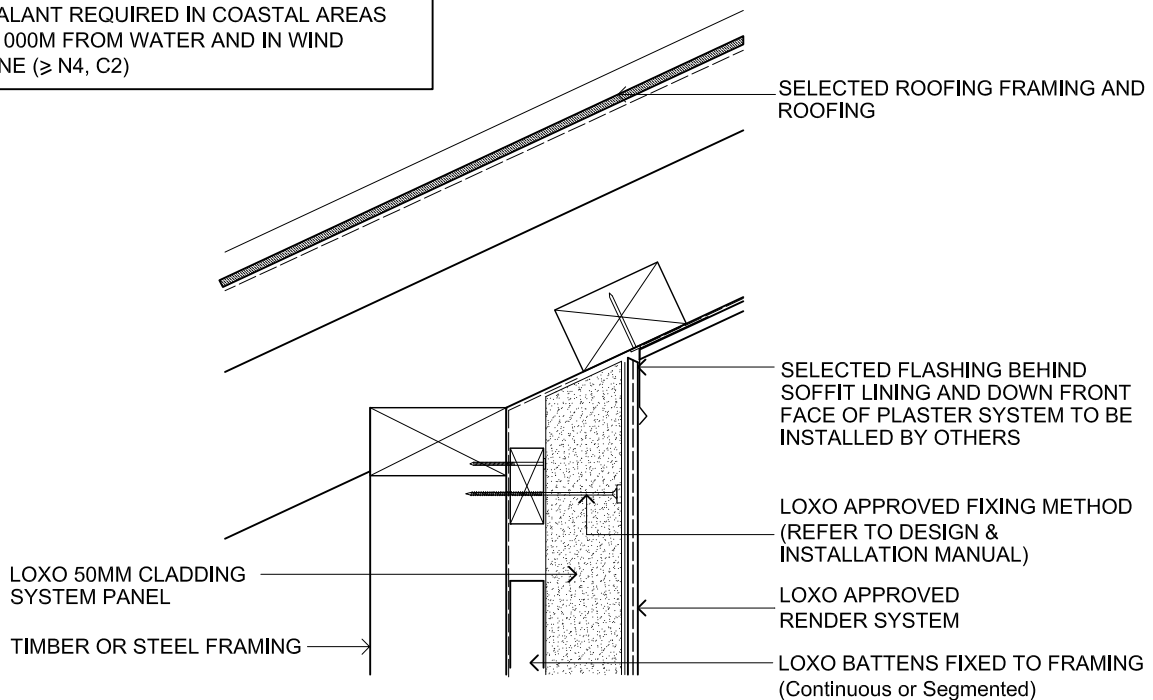 ALANT REQUIRED IN COASTAL AREAS
000M FROM WATER AND IN WIND
NE (≥ N4, C2)
SELECTED ROOFING FRAMING AND
ROOFING
SELECTED FLASHING BEHIND
SOFFIT LINING AND DOWN FRONT
FACE OF PLASTER SYSTEM TO BE
INSTALLED BY OTHERS
LOXO APPROVED FIXING METHOD
(REFER TO DESIGN &
INSTALLATION MANUAL)
LOXO 50MM CLADDING
SYSTEM PANEL
LOXO APPROVED
RENDER SYSTEM
TIMBER OR STEEL FRAMING
LOXO BATTENS FIXED TO FRAMING
(Continuous or Segmented)